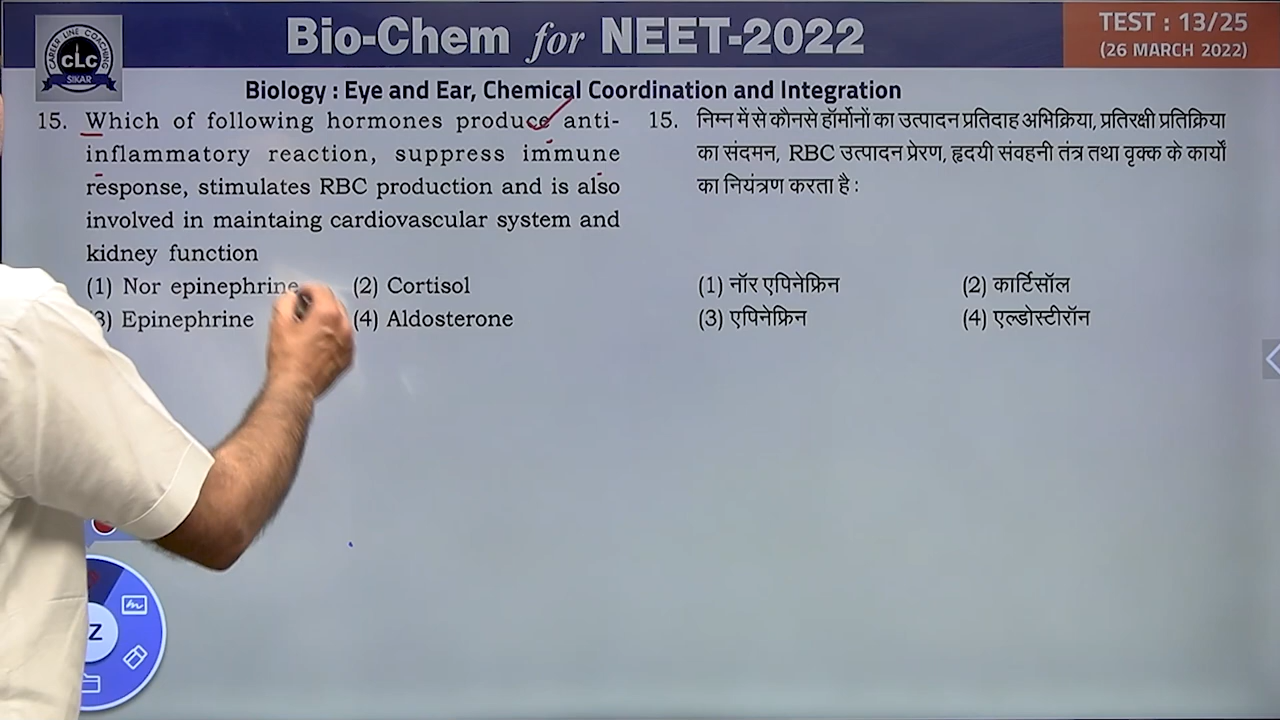 Bio-Chem for NEET-2022
TEST : 13/25
(26 MARCH 2022)
CAREER LINE COACHING
CLC
SIKAR
Biology : Eye and Ear, Chemical Coordination and Integration
15. Which of following hormones produce anti-
inflammatory reaction, suppress immune
response, stimulates RBC production and is also
involved in maintaing cardiovascular system and
kidney function
(1) Nor epinephrine (2) Cortisol
3) Epinephrine (4) Aldosterone
15. निम्न में से कौनसे हॉर्मोनों का उत्पादन प्रतिदाह अभिक्रिया, प्रतिरक्षी प्रतिक्रिया
का संदमन, RBC उत्पादन प्रेरण, हृदयी संवहनी तंत्र तथा वृक्क के कार्यों
का नियंत्रण करता है :
(1) नॉर एपिनेफ्रिन (2) कार्टिसॉल
(3) एपिनेफ्रिन (4) एल्डोस्टीरॉन
Z